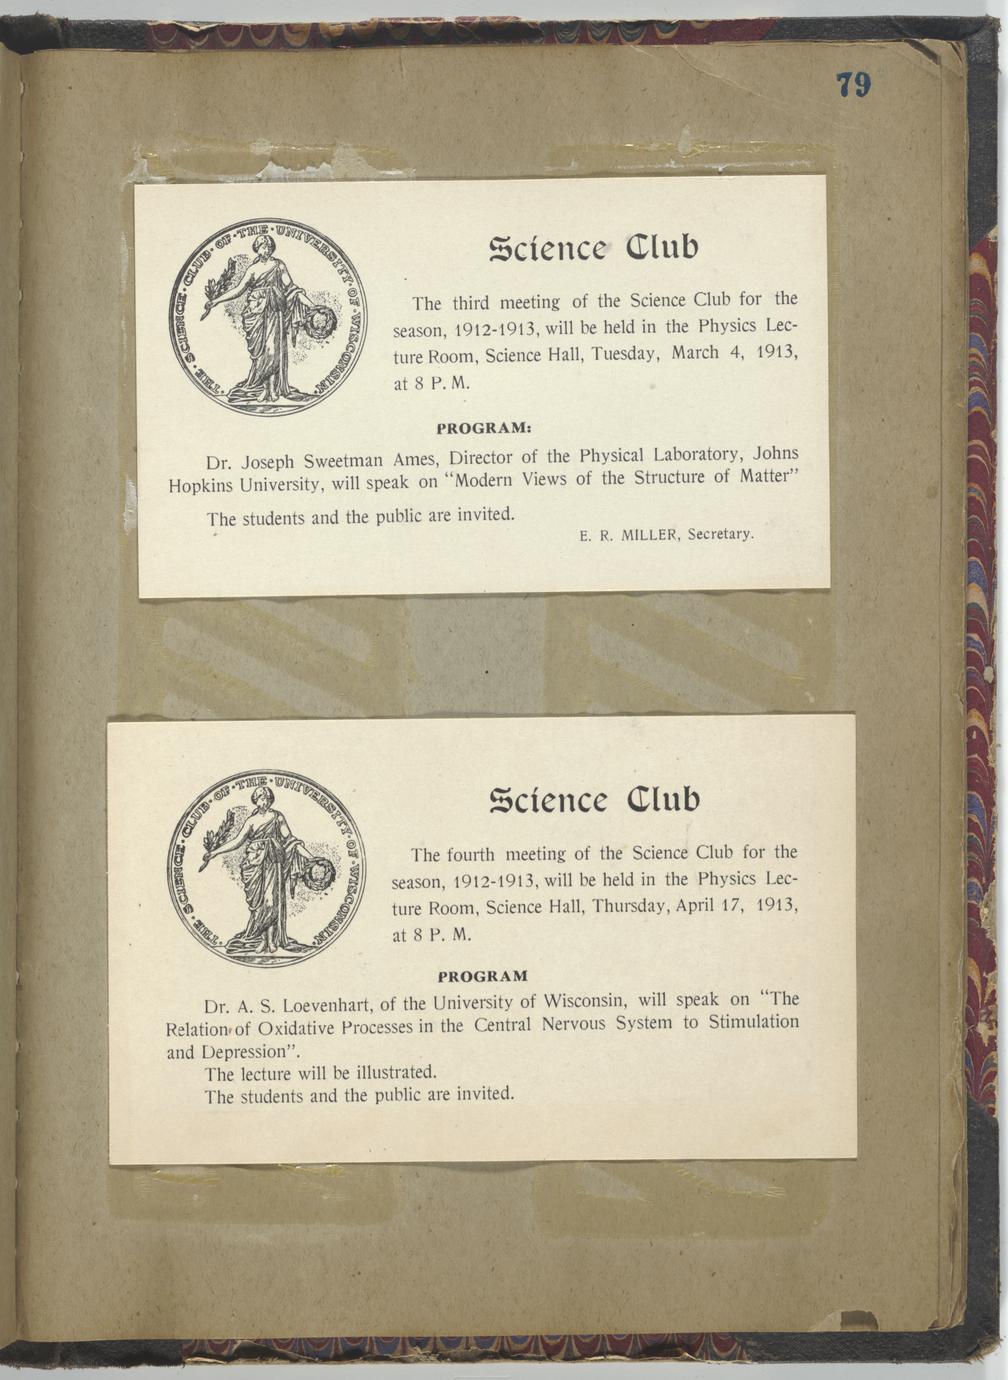 79
THE · SCIENCE · CLUB · OF · THE · UNIVERSITY · OF · WISCONSIN ·
Science Club
The third meeting of the Science Club for the
season, 1912-1913, will be held in the Physics Lec-
ture Room, Science Hall, Tuesday, March 4, 1913,
at 8 P. M.
PROGRAM:
Dr. Joseph Sweetman Ames, Director of the Physical Laboratory, Johns
Hopkins University, will speak on “Modern Views of the Structure of Matter”
The students and the public are invited.
E. R. MILLER, Secretary.
THE · SCIENCE · CLUB · OF · THE · UNIVERSITY · OF · WISCONSIN ·
Science Club
The fourth meeting of the Science Club for the
season, 1912-1913, will be held in the Physics Lec-
ture Room, Science Hall, Thursday, April 17, 1913,
at 8 P. M.
PROGRAM
Dr. A. S. Loevenhart, of the University of Wisconsin, will speak on “The
Relation of Oxidative Processes in the Central Nervous System to Stimulation
and Depression”.
The lecture will be illustrated.
The students and the public are invited.